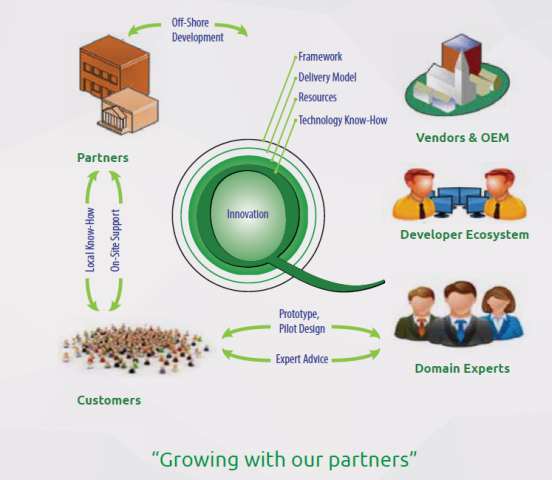 Off-Shore
Development
Framework
Delivery Model
Resources
Technology Know-How
Partners
Vendors & OEM
Local Know-How
On-Site Support
Innovation
Developer Ecosystem
Prototype,
Pilot Design
Expert Advice
Domain Experts
Customers
“Growing with our partners”